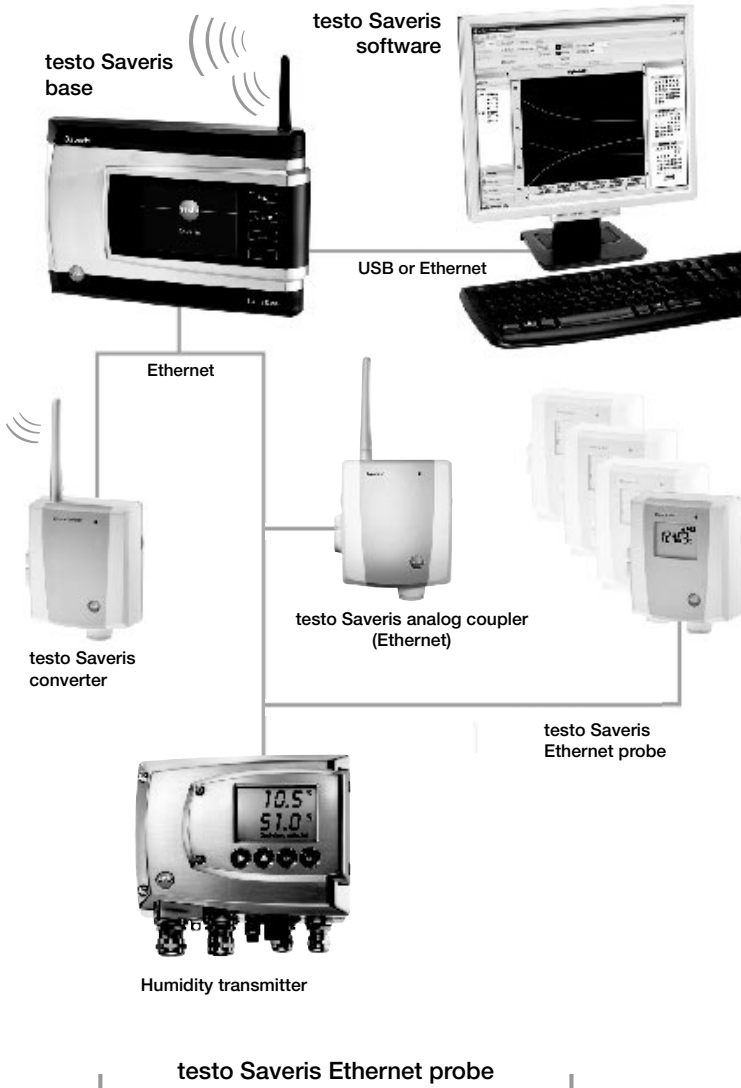 testo Saveris
software
testo Saveris
base
USB or Ethernet
Ethernet
testo Saveris analog coupler
(Ethernet)
testo Saveris
converter
testo Saveris
Ethernet probe
10.5
51.0
Humidity transmitter
testo Saveris Ethernet probe